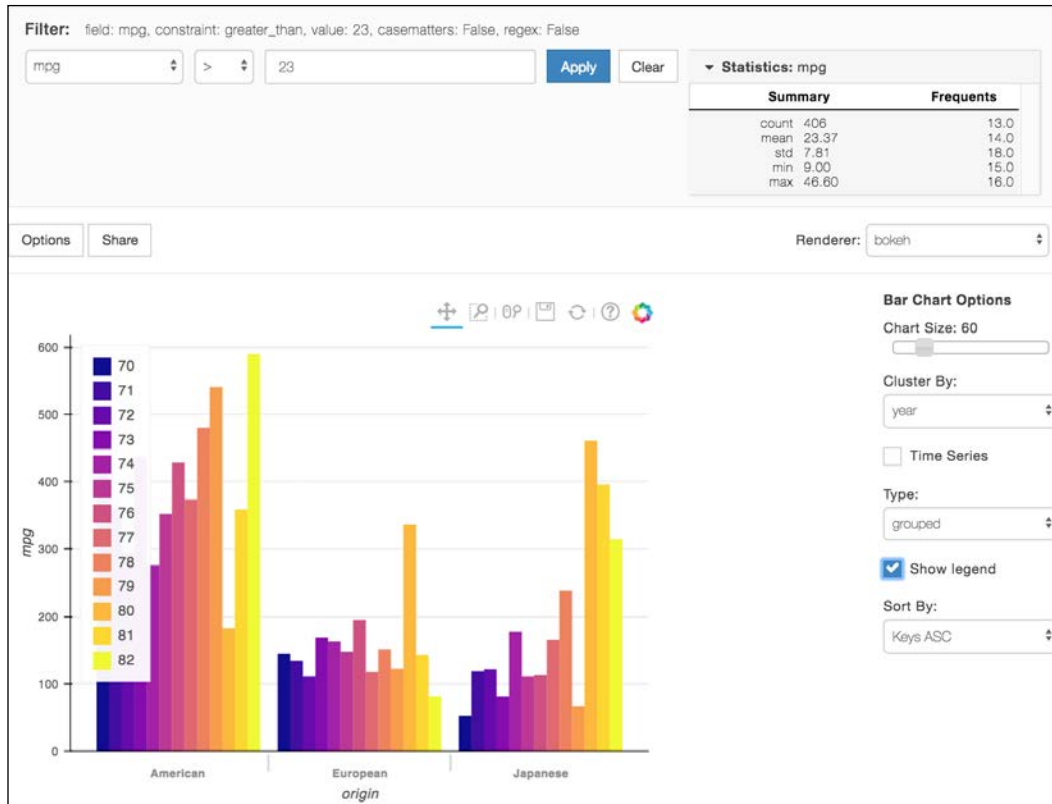 Filter: field: mpg, constraint: greater_than, value: 23, casematters: False, regex: False
mpg > 23 Apply Clear
Statistics: mpg
Summary Frequents
count 406 13.0
mean 23.37 14.0
std 7.81 18.0
min 9.00 15.0
max 46.60 16.0
Options Share Renderer: bokeh
Bar Chart Options
Chart Size: 60
Cluster By:
year
Time Series
Type:
grouped
Show legend
Sort By:
Keys ASC
70
71
72
73
74
75
76
77
78
79
80
81
82
600
500
400
300
200
100
0
mpg
American European Japanese
origin